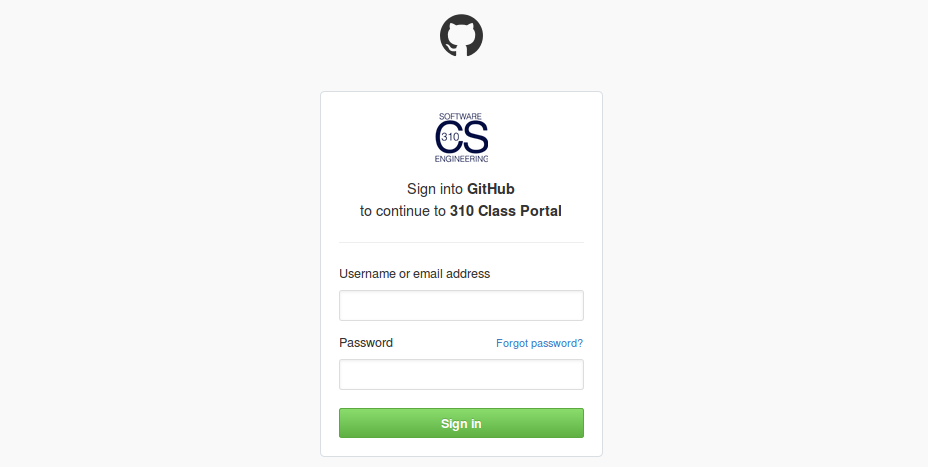 SOFTWARE
CS
310
ENGINEERING
Sign into GitHub
to continue to 310 Class Portal
Username or email address
Password Forgot password?
Sign in